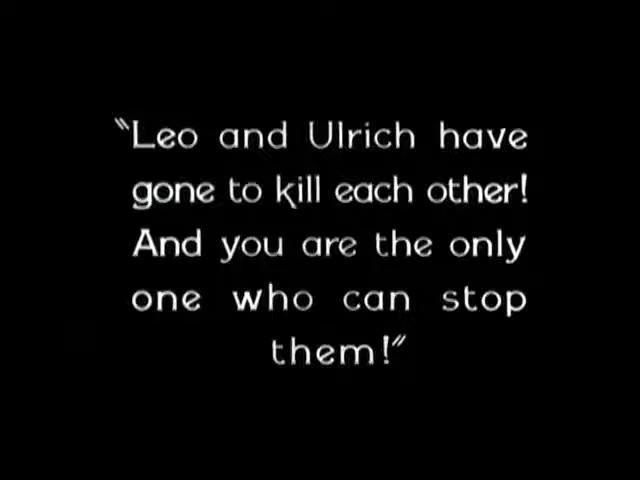 "Leo and Ulrich have
gone to kill each other!
And you are the only
one who can stop
them!"